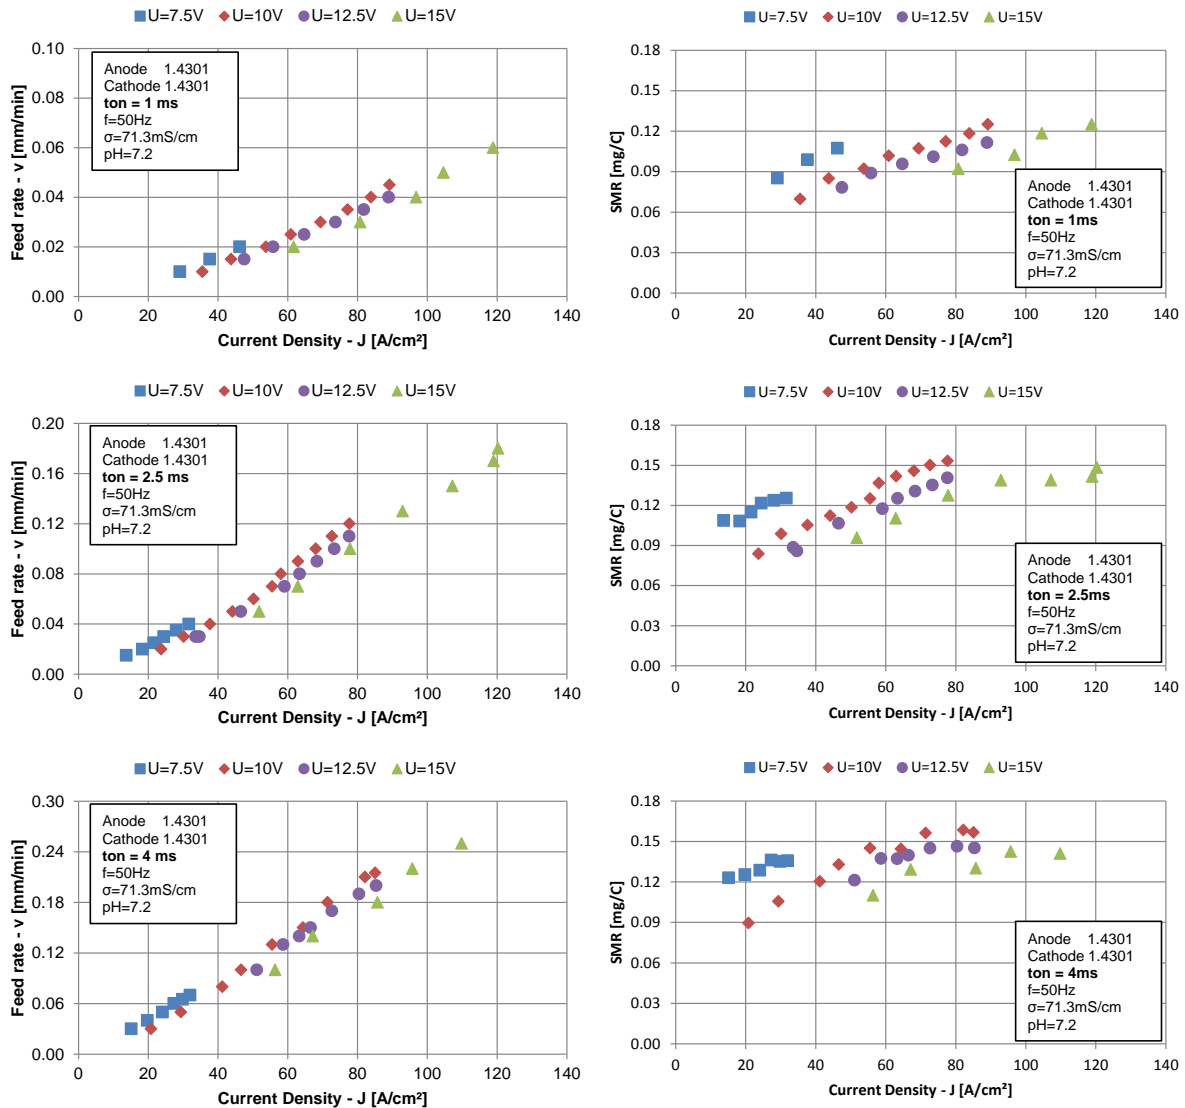 U=7.5V U=10V U=12.5V U=15V
Feed rate - v [mm/min]
0.10
0.08
0.06
0.04
0.02
0.00
Anode 1.4301
Cathode 1.4301
ton = 1 ms
f=50Hz
σ=71.3mS/cm
pH=7.2
0 20 40 60 80 100 120 140
Current Density - J [A/cm²]
U=7.5V U=10V U=12.5V U=15V
SMR [mg/C]
0.18
0.15
0.12
0.09
0.06
0.03
0.00
Anode 1.4301
Cathode 1.4301
ton = 1ms
f=50Hz
σ=71.3mS/cm
pH=7.2
0 20 40 60 80 100 120 140
Current Density - J [A/cm²]
U=7.5V U=10V U=12.5V U=15V
Feed rate - v [mm/min]
0.20
0.16
0.12
0.08
0.04
0.00
Anode 1.4301
Cathode 1.4301
ton = 2.5 ms
f=50Hz
σ=71.3mS/cm
pH=7.2
0 20 40 60 80 100 120 140
Current Density - J [A/cm²]
U=7.5V U=10V U=12.5V U=15V
SMR [mg/C]
0.18
0.15
0.12
0.09
0.06
0.03
0.00
Anode 1.4301
Cathode 1.4301
ton = 2.5ms
f=50Hz
σ=71.3mS/cm
pH=7.2
0 20 40 60 80 100 120 140
Current Density - J [A/cm²]
U=7.5V U=10V U=12.5V U=15V
Feed rate - v [mm/min]
0.30
0.24
0.18
0.12
0.06
0.00
Anode 1.4301
Cathode 1.4301
ton = 4 ms
f=50Hz
σ=71.3mS/cm
pH=7.2
0 20 40 60 80 100 120 140
Current Density - J [A/cm²]
U=7.5V U=10V U=12.5V U=15V
SMR [mg/C]
0.18
0.15
0.12
0.09
0.06
0.03
0.00
Anode 1.4301
Cathode 1.4301
ton = 4ms
f=50Hz
σ=71.3mS/cm
pH=7.2
0 20 40 60 80 100 120 140
Current Density - J [A/cm²]